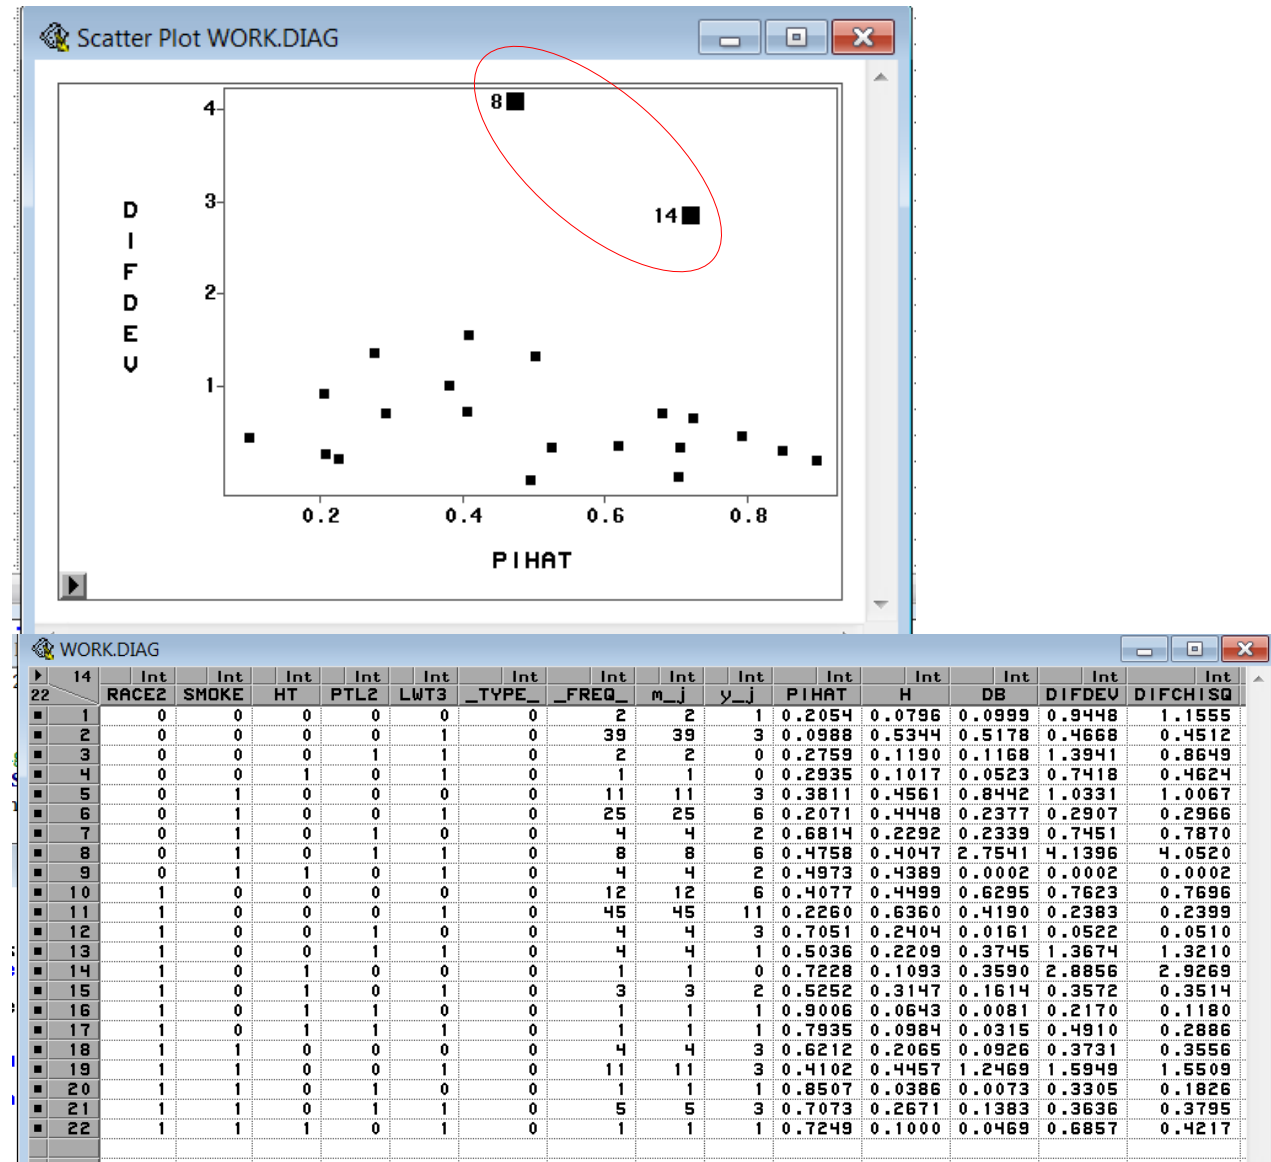 Scatter Plot WORK.DIAG
4
8
3
14
2
1
DIFDEV
0.2 0.4 0.6 0.8
PIHAT
WORK.DIAG
14 Int Int Int Int Int Int Int Int Int Int Int Int Int Int
22 RACE2 SMOKE HT PTL2 LWT3 _TYPE_ _FREQ_ m_j y_j PIHAT H DB DIFDEV DIFCHISQ
1 0 0 0 0 0 0 2 2 1 0.2054 0.0796 0.0999 0.9448 1.1555
2 0 0 0 0 1 0 39 39 3 0.0988 0.5344 0.5178 0.4668 0.4512
3 0 0 0 1 1 0 2 2 0 0.2759 0.1190 0.1168 1.3941 0.8649
4 0 0 1 0 1 0 1 1 0 0.2935 0.1017 0.0523 0.7418 0.4624
5 0 1 0 0 0 0 11 11 3 0.3811 0.4561 0.8442 1.0331 1.0067
6 0 1 0 0 1 0 25 25 6 0.2071 0.4448 0.2377 0.2907 0.2966
7 0 1 0 1 0 0 4 4 2 0.6814 0.2292 0.2339 0.7451 0.7870
8 0 1 0 1 1 0 8 8 6 0.4758 0.4047 2.7541 4.1396 4.0520
9 0 1 1 0 1 0 4 4 2 0.4973 0.4389 0.0002 0.0002 0.0002
10 1 0 0 0 0 0 12 12 6 0.4077 0.4499 0.6295 0.7623 0.7696
11 1 0 0 0 1 0 45 45 11 0.2260 0.6360 0.4190 0.2383 0.2399
12 1 0 0 1 0 0 4 4 3 0.7051 0.2404 0.0161 0.0522 0.0510
13 1 0 0 1 1 0 4 4 1 0.5036 0.2209 0.3745 1.3674 1.3210
14 1 0 1 0 0 0 1 1 0 0.7228 0.1093 0.3590 2.8856 2.9269
15 1 0 1 0 1 0 3 3 2 0.5252 0.3147 0.1614 0.3572 0.3514
16 1 0 1 1 0 0 1 1 1 0.9006 0.0643 0.0081 0.2170 0.1180
17 1 0 1 1 1 0 1 1 1 0.7935 0.0984 0.0315 0.4910 0.2886
18 1 1 0 0 0 0 4 4 3 0.6212 0.2065 0.0926 0.3731 0.3556
19 1 1 0 0 1 0 11 11 3 0.4102 0.4457 1.2469 1.5949 1.5509
20 1 1 0 1 0 0 1 1 1 0.8507 0.0386 0.0073 0.3305 0.1826
21 1 1 0 1 1 0 5 5 3 0.7073 0.2671 0.1383 0.3636 0.3795
22 1 1 1 0 1 0 1 1 1 0.7249 0.1000 0.0469 0.6857 0.4217